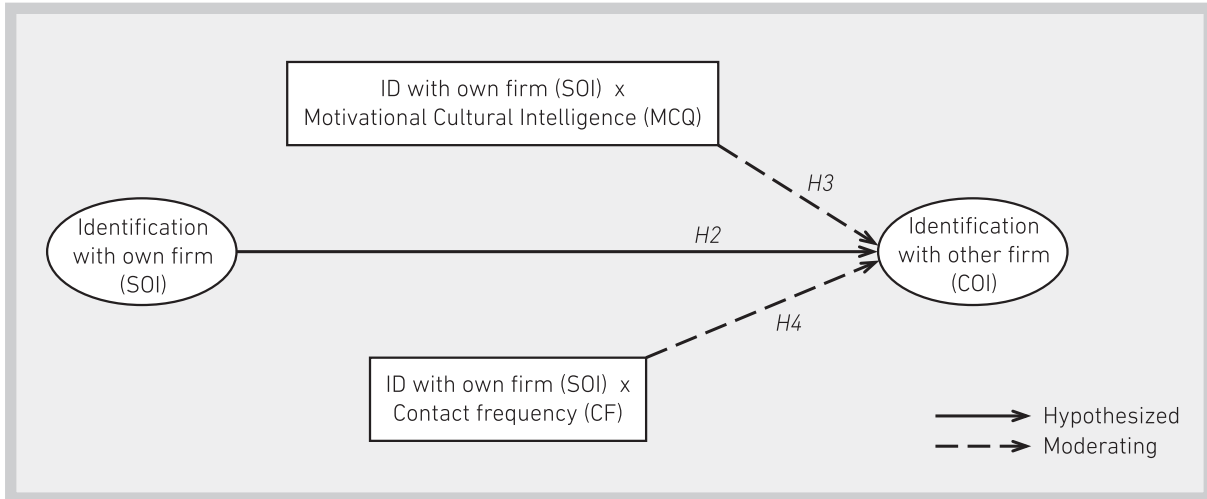 ID with own firm (SOI) x
Motivational Cultural Intelligence (MCQ)
H3
Identification
with own firm
(SOI)
H2
Identification
with other firm
(COI)
H4
ID with own firm (SOI) x
Contact frequency (CF)
Hypothesized
Moderating